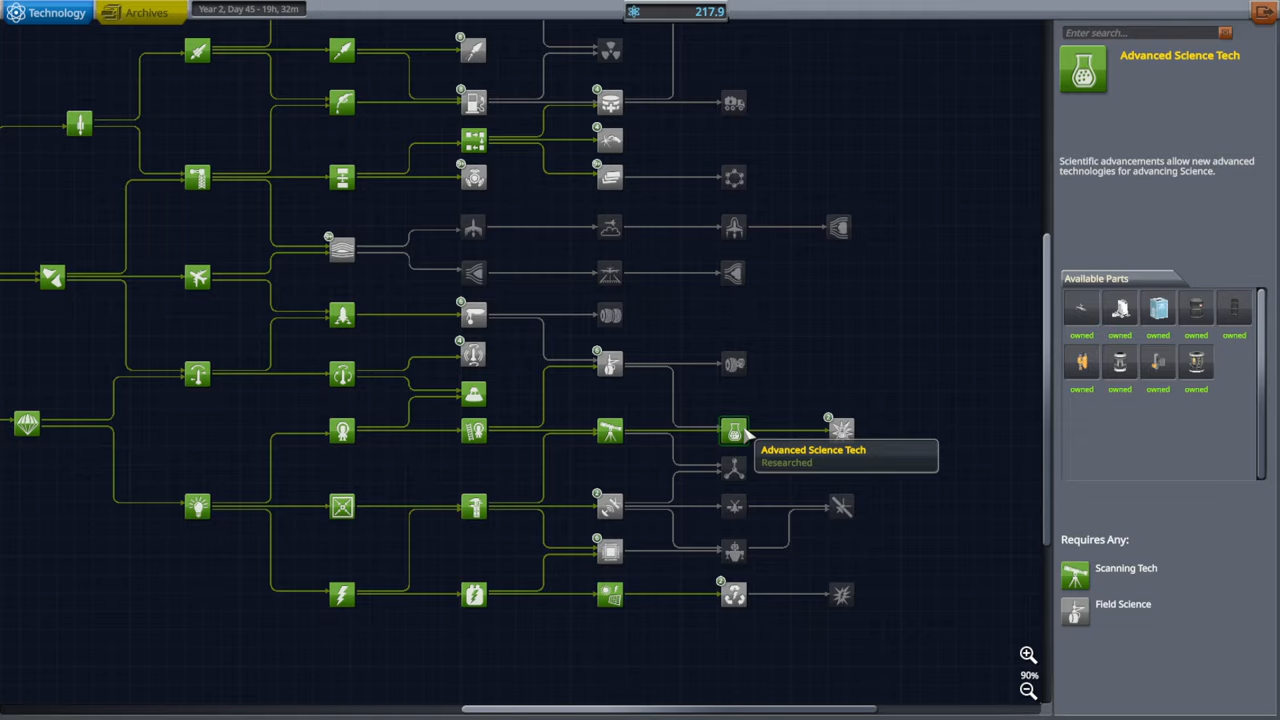 Technology
Archives
Year 2, Day 45 - 19h, 32m
217.9
Enter search...
Advanced Science Tech
Scientific advancements allow new advanced
technologies for advancing Science.
Available Parts
owned owned owned owned owned
owned owned owned owned
Advanced Science Tech
Researched
Requires Any:
Scanning Tech
Field Science
90%